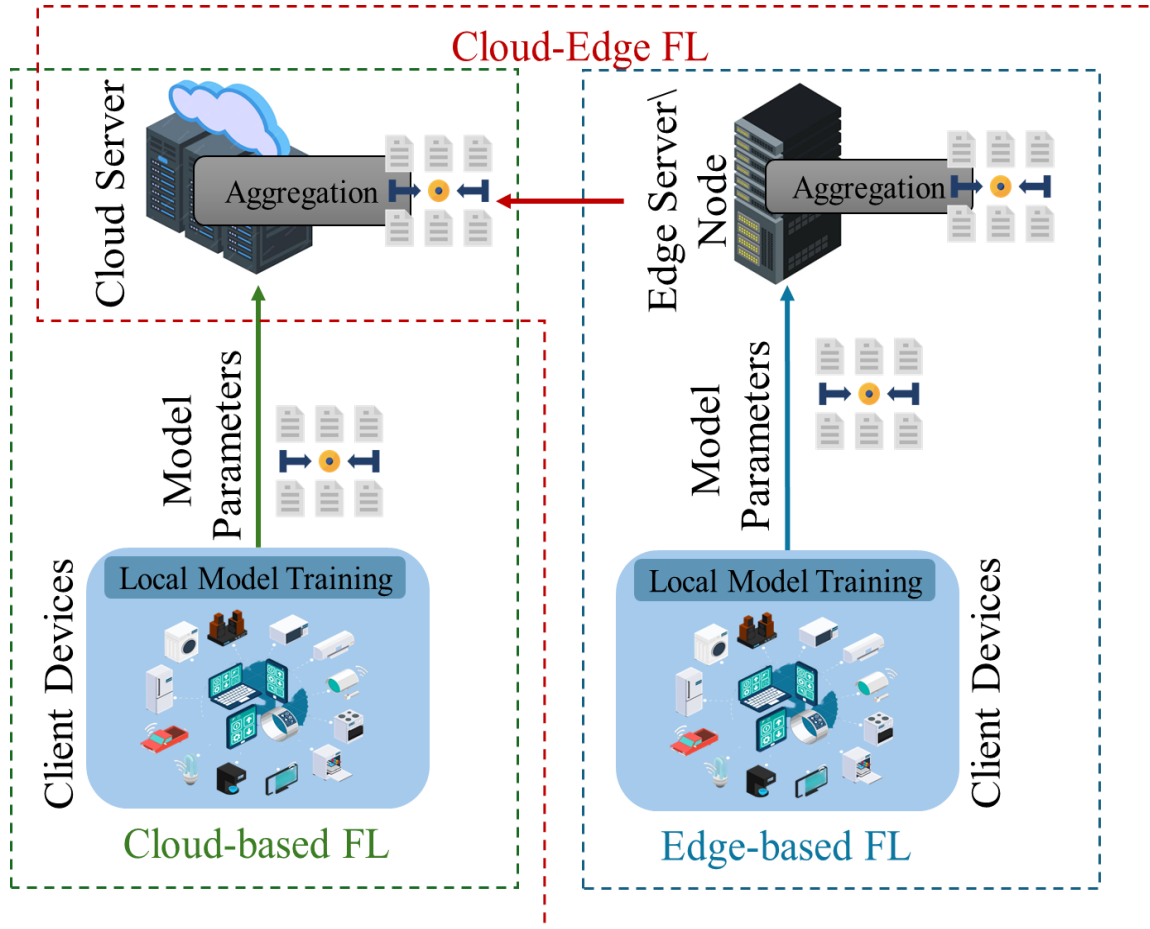 Cloud-Edge FL
Cloud Server
Aggregation
Edge Server\
Node
Aggregation
Model
Parameters
Model
Parameters
Client Devices
Local Model Training
Local Model Training
Client Devices
Cloud-based FL
Edge-based FL